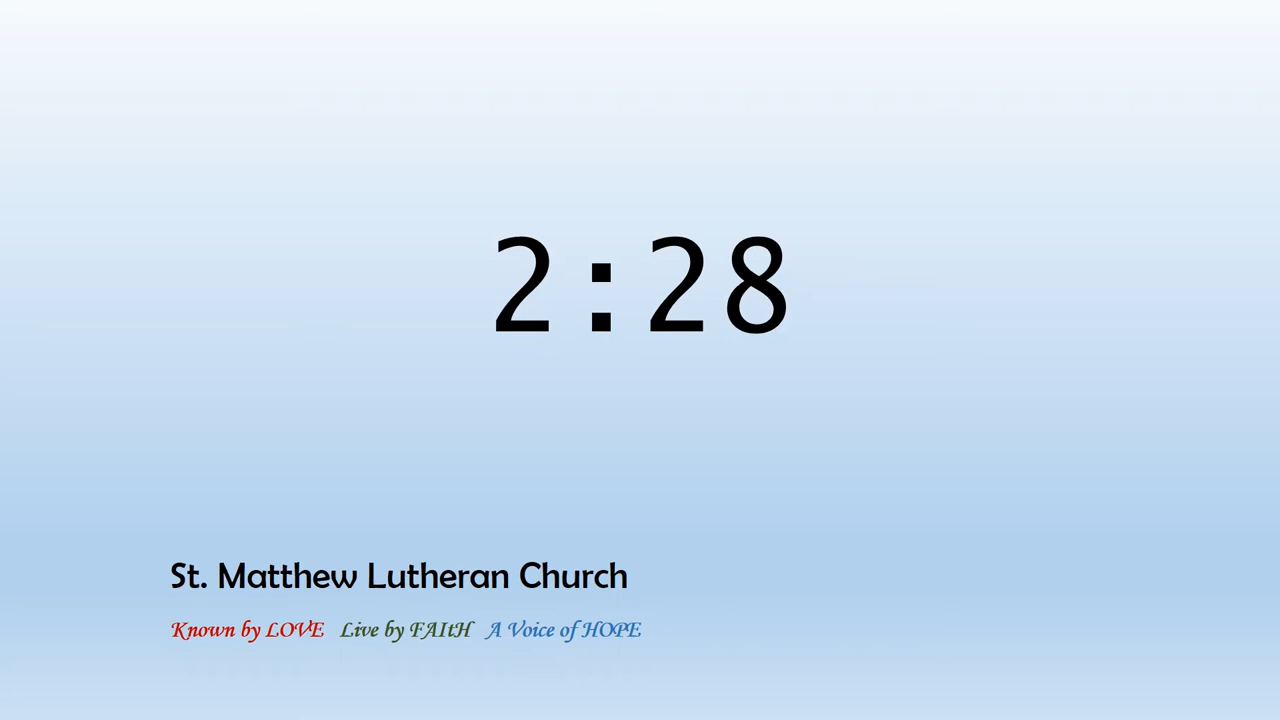 2:28
St. Matthew Lutheran Church
Known by LOVE Live by FAItH A Voice of HOPE